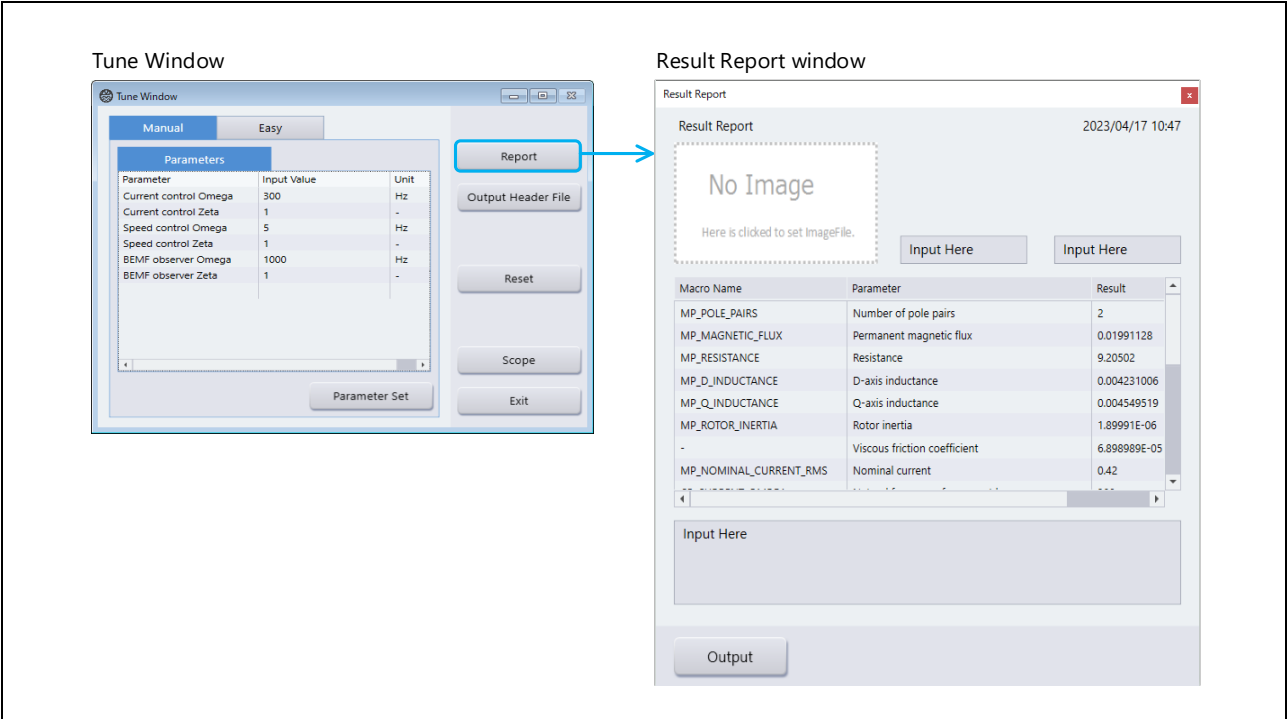 Tune Window
Result Report window
Tune Window
Manual Easy
Parameters
Parameter Input Value Unit
Current control Omega 300 Hz
Current control Zeta 1 -
Speed control Omega 5 Hz
Speed control Zeta 1 -
BEMF observer Omega 1000 Hz
BEMF observer Zeta 1 -
Parameter Set
Report
Output Header File
Reset
Scope
Exit
Result Report
Result Report 2023/04/17 10:47
No Image
Here is clicked to set ImageFile.
Input Here Input Here
Macro Name Parameter Result
MP_POLE_PAIRS Number of pole pairs 2
MP_MAGNETIC_FLUX Permanent magnetic flux 0.01991128
MP_RESISTANCE Resistance 9.20502
MP_D_INDUCTANCE D-axis inductance 0.004231006
MP_Q_INDUCTANCE Q-axis inductance 0.004549519
MP_ROTOR_INERTIA Rotor inertia 1.89991E-06
- Viscous friction coefficient 6.898989E-05
MP_NOMINAL_CURRENT_RMS Nominal current 0.42
Input Here
Output